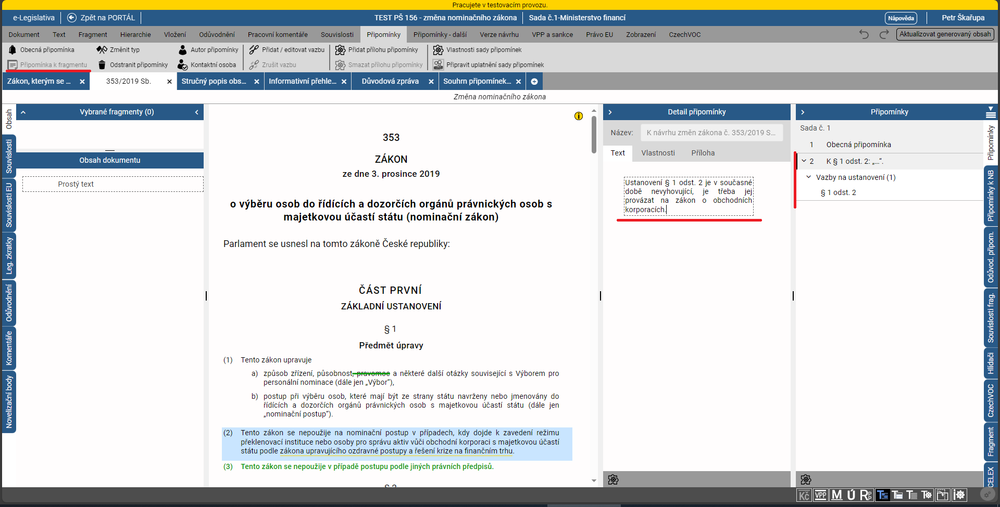 Pracujete v testovacím provozu.
e-Legislativa
Zpět na PORTÁL
TEST PŠ 156 - změna nominačního zákona
Sada č.1-Ministerstvo financí
Nápověda
Petr Škařupa
Dokument
Text
Fragment
Hierarchie
Vložení
Odůvodnění
Pracovní komentáře
Souvislosti
Připomínky
Připomínky - další
Verze návrhu
VPP a sankce
Právo EU
Zobrazení
CzechVOC
Aktualizovat generovaný obsah
Obecná připomínka
Změnit typ
Autor připomínky
Přidat / editovat vazbu
Přidat přílohu připomínky
Vlastnosti sady připomínek
Připomínka k fragmentu
Odstranit připomínky
Kontaktní osoba
Zrušit vazbu
Smazat přílohu připomínky
Připravit uplatnění sady připomínek
Zákon, kterým se ...
353/2019 Sb.
Stručný popis obs...
Informativní přehle...
Důvodová zpráva
Souhrn připomínek...
Změna nominačního zákona
Obsah
Souvislosti
Souvislosti EU
Leg. zkratky
Odůvodnění
Komentáře
Novelizační body
Vybrané fragmenty (0)
Obsah dokumentu
Prostý text
353
ZÁKON
ze dne 3. prosince 2019
o výběru osob do řídících a dozorčích orgánů právnických osob s
majetkovou účastí státu (nominační zákon)
Parlament se usnesl na tomto zákoně České republiky:
ČÁST PRVNÍ
ZÁKLADNÍ USTANOVENÍ
§ 1
Předmět úpravy
(1) Tento zákon upravuje
a) způsob zřízení, působnost, pravomoc a některé další otázky související s Výborem pro
personální nominace (dále jen „Výbor“),
b) postup při výběru osob, které mají být ze strany státu navrženy nebo jmenovány do
řídících a dozorčích orgánů právnických osob s majetkovou účastí státu (dále jen
„nominační postup“).
(2) Tento zákon se nepoužije na nominační postup v případech, kdy dojde k zavedení režimu
překlenovací instituce nebo osoby pro správu aktiv vůči obchodní korporaci s majetkovou účastí
státu podle zákona upravujícího ozdravné postupy a řešení krize na finančním trhu.
(3) Tento zákon se nepoužije v případě postupu podle jiných právních předpisů.
§ 2
Detail připomínky
Název:
K návrhu změn zákona č. 353/2019 S...
Text
Vlastnosti
Příloha
Ustanovení § 1 odst. 2 je v současné
době nevyhovující, je třeba jej
provázat na zákon o obchodních
korporacích.
Připomínky
Sada č. 1
1 Obecná připomínka
2 K § 1 odst. 2: „...“.
Vazby na ustanovení (1)
§ 1 odst. 2
Připomínky
Připomínky k NB
Odůvod. připom.
Souvislosti frag.
Hlídači
CzechVOC
Fragment
CELEX
Kč
VPP
M
Ú